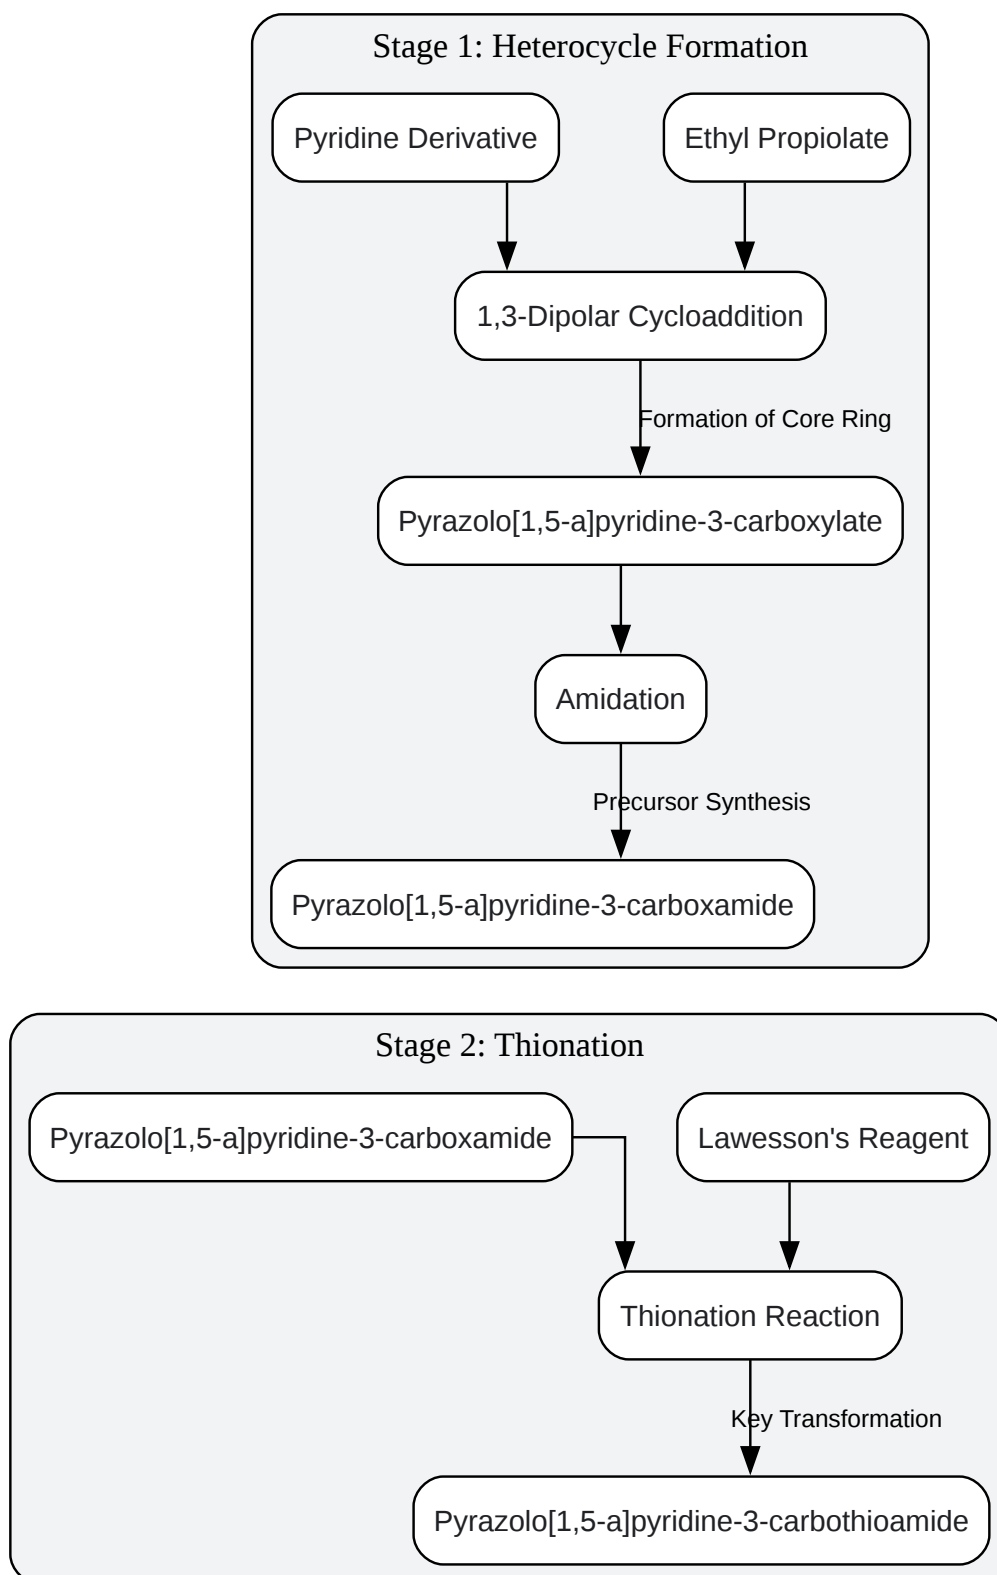 Stage 1: Heterocycle Formation
Pyridine Derivative
Ethyl Propiolate
1,3-Dipolar Cycloaddition
Formation of Core Ring
Pyrazolo[1,5-a]pyridine-3-carboxylate
Amidation
Precursor Synthesis
Pyrazolo[1,5-a]pyridine-3-carboxamide
Stage 2: Thionation
Pyrazolo[1,5-a]pyridine-3-carboxamide
Lawesson's Reagent
Thionation Reaction
Key Transformation
Pyrazolo[1,5-a]pyridine-3-carbothioamide